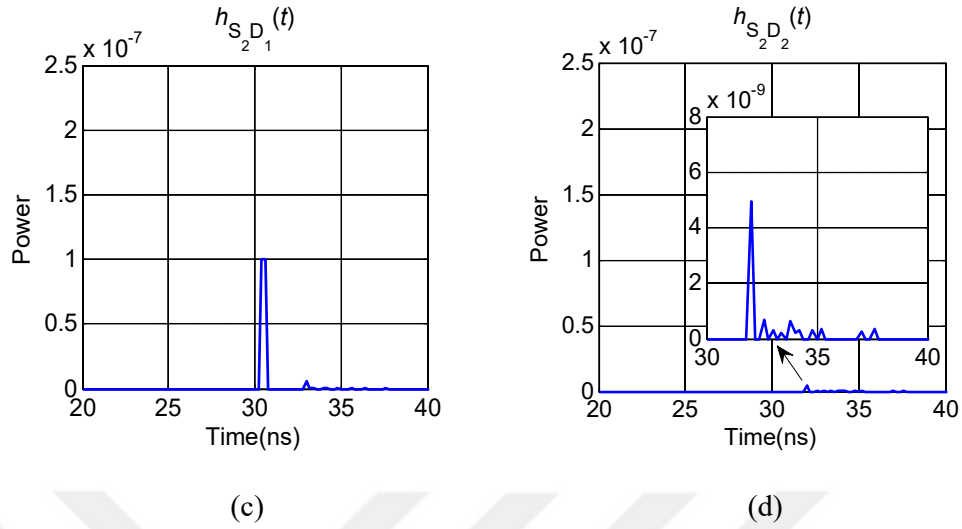 h_{S_2D_1}(t)
x 10^{-7}
2.5
2
1.5
1
0.5
0
Power
20 25 30 35 40
Time(ns)
(c)
h_{S_2D_2}(t)
x 10^{-7}
2.5
2
1.5
1
0.5
0
Power
20 25 30 35 40
Time(ns)
x 10^{-9}
8
6
4
2
0
30 35 40
(d)